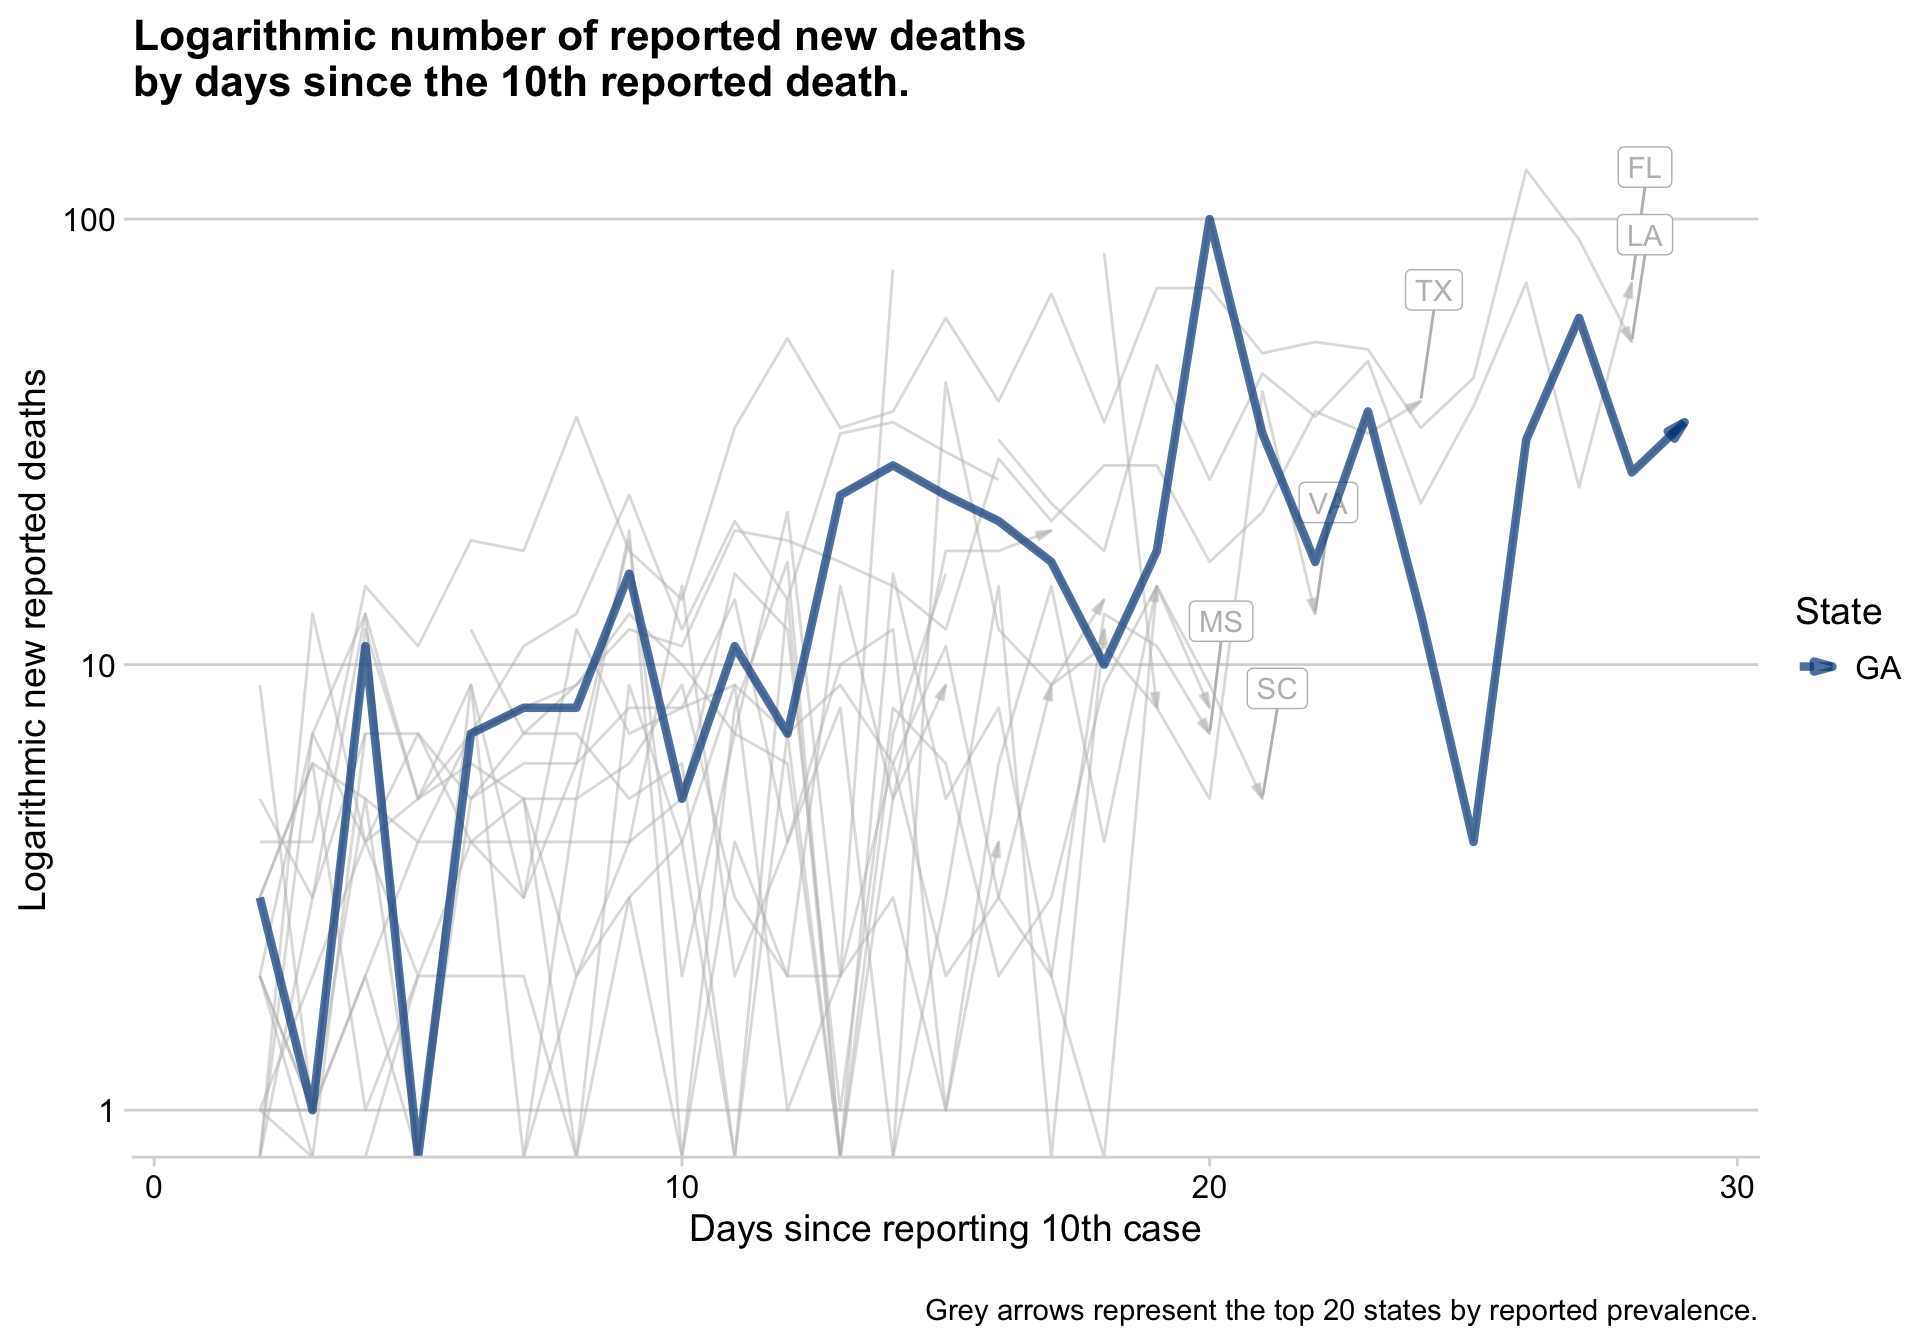 Logarithmic number of reported new deaths
by days since the 10th reported death.
Logarithmic new reported deaths
100
10
1
FL
LA
TX
VA
MS
SC
State
GA
0
10
20
30
Days since reporting 10th case
Grey arrows represent the top 20 states by reported prevalence.